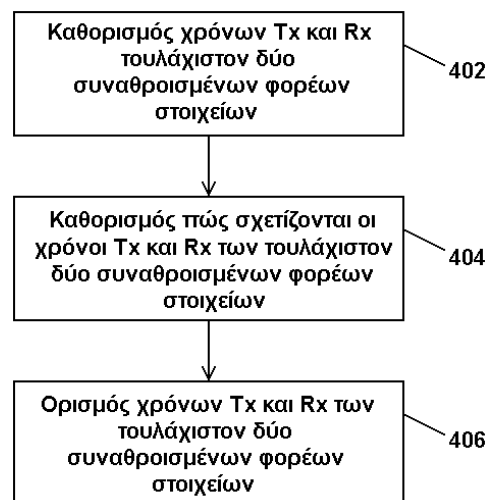 Καθορισμός χρόνων Tx και Rx
τουλάχιστον δύο
συναθροισμένων φορέων
στοιχείων
402
Καθορισμός πώς σχετίζονται οι
χρόνοι Tx και Rx των τουλάχιστον
δύο συναθροισμένων φορέων
στοιχείων
404
Ορισμός χρόνων Tx και Rx των
τουλάχιστον δύο
συναθροισμένων φορέων
στοιχείων
406